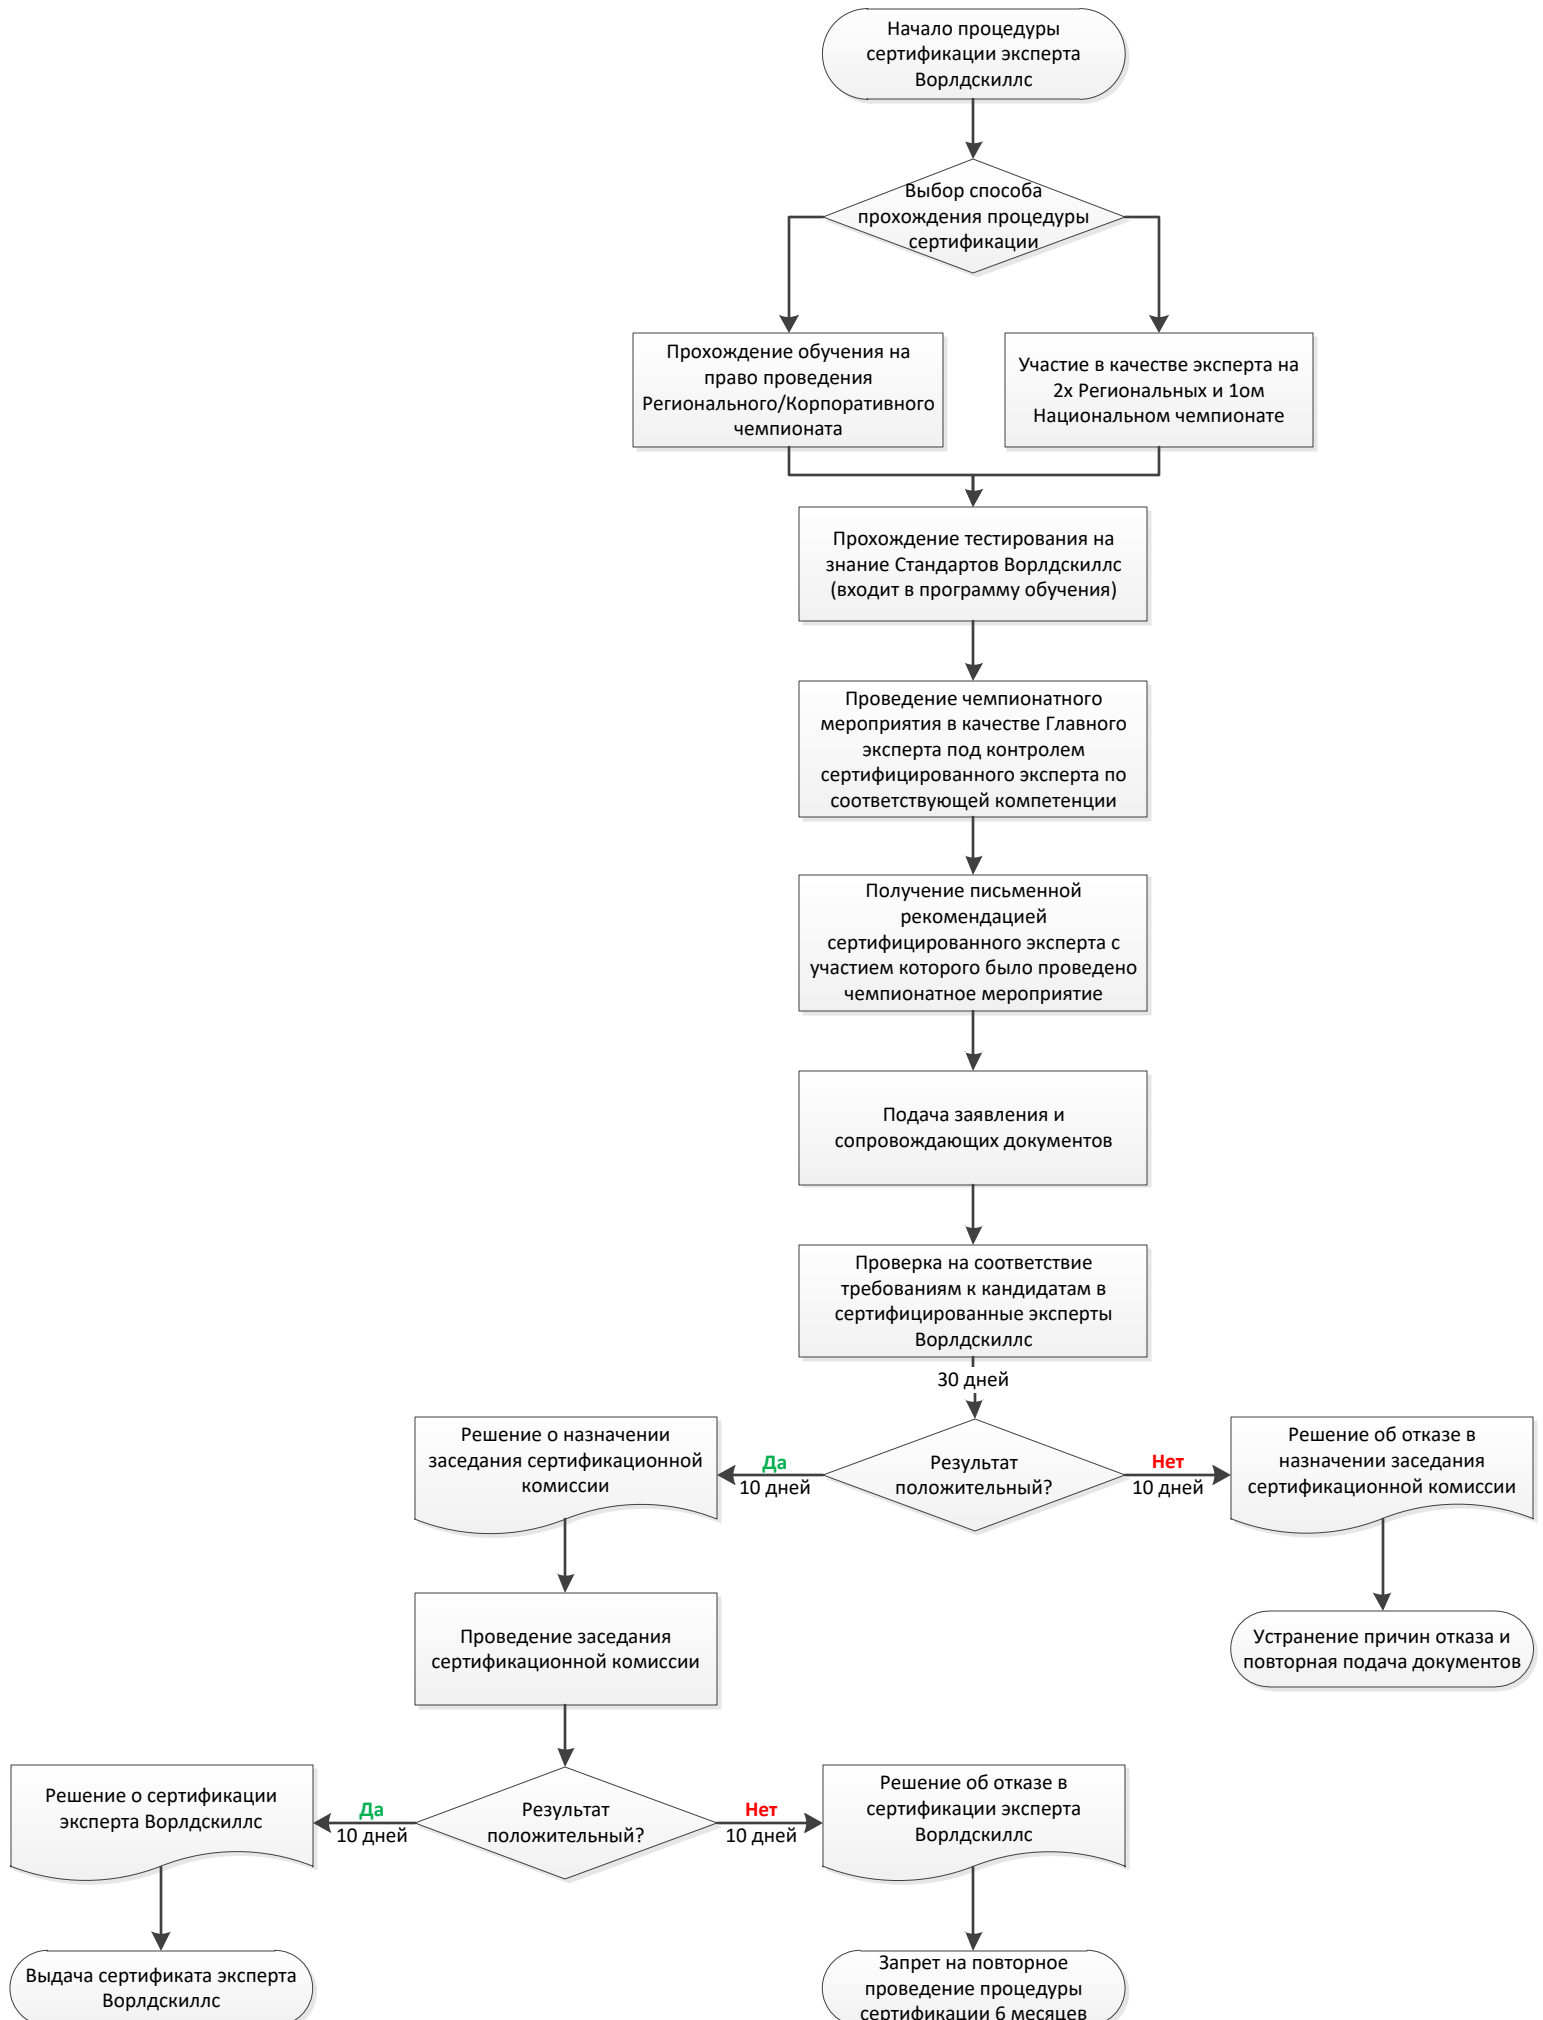 Начало процедуры
сертификации эксперта
Ворлдскиллс
Выбор способа
прохождения процедуры
сертификации
Прохождение обучения на
право проведения
Регионального/Корпоративного
чемпионата
Участие в качестве эксперта на
2х Региональных и 1ом
Национальном чемпионате
Прохождение тестирования на
знание Стандартов Ворлдскиллс
(входит в программу обучения)
Проведение чемпионатного
мероприятия в качестве Главного
эксперта под контролем
сертифицированного эксперта по
соответствующей компетенции
Получение письменной
рекомендацией
сертифицированного эксперта с
участием которого было проведено
чемпионатное мероприятие
Подача заявления и
сопровождающих документов
Проверка на соответствие
требованиям к кандидатам в
сертифицированные эксперты
Ворлдскиллс
30 дней
Решение о назначении
заседания сертификационной
комиссии
Да
10 дней
Результат
положительный?
Нет
10 дней
Решение об отказе в
назначении заседания
сертификационной комиссии
Проведение заседания
сертификационной комиссии
Устранение причин отказа и
повторная подача документов
Решение о сертификации
эксперта Ворлдскиллс
Да
10 дней
Результат
положительный?
Нет
10 дней
Решение об отказе в
сертификации эксперта
Ворлдскиллс
Выдача сертификата эксперта
Ворлдскиллс
Запрет на повторное
проведение процедуры
сертификации 6 месяцев